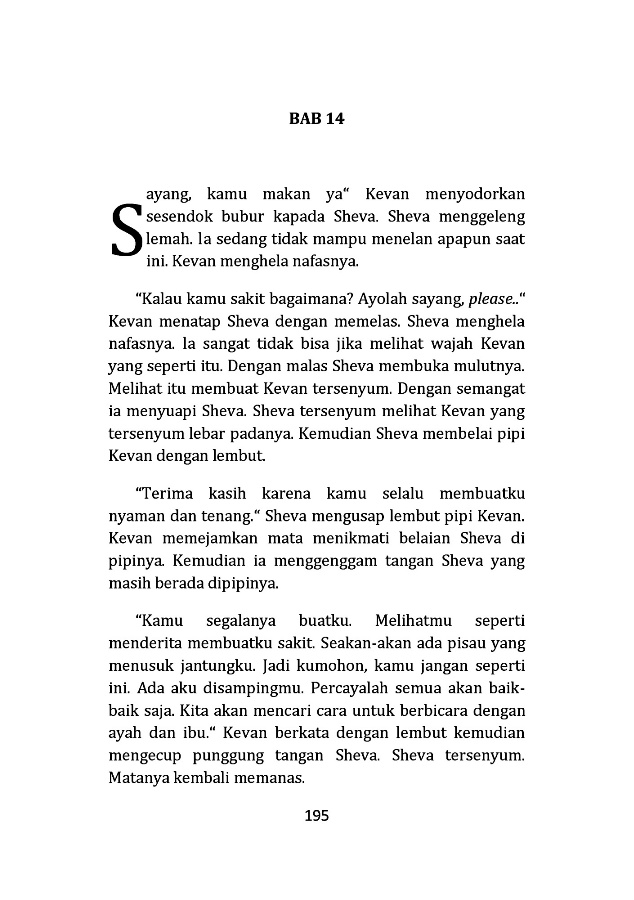 BAB 14
Sayang, kamu makan ya“ Kevan menyodorkan
sesendok bubur kapada Sheva. Sheva menggeleng
lemah. Ia sedang tidak mampu menelan apapun saat
ini. Kevan menghela nafasnya.
“Kalau kamu sakit bagaimana? Ayolah sayang, please..“
Kevan menatap Sheva dengan memelas. Sheva menghela
nafasnya. Ia sangat tidak bisa jika melihat wajah Kevan
yang seperti itu. Dengan malas Sheva membuka mulutnya.
Melihat itu membuat Kevan tersenyum. Dengan semangat
ia menyuapi Sheva. Sheva tersenyum melihat Kevan yang
tersenyum lebar padanya. Kemudian Sheva membelai pipi
Kevan dengan lembut.
“Terima kasih karena kamu selalu membuatku
nyaman dan tenang.“ Sheva mengusap lembut pipi Kevan.
Kevan memejamkan mata menikmati belaian Sheva di
pipinya. Kemudian ia menggenggam tangan Sheva yang
masih berada dipipinya.
“Kamu segalanya buatku. Melihatmu seperti
menderita membuatku sakit. Seakan-akan ada pisau yang
menusuk jantungku. Jadi kumohon, kamu jangan seperti
ini. Ada aku disampingmu. Percayalah semua akan baik-
baik saja. Kita akan mencari cara untuk berbicara dengan
ayah dan ibu.“ Kevan berkata dengan lembut kemudian
mengecup punggung tangan Sheva. Sheva tersenyum.
Matanya kembali memanas.
195